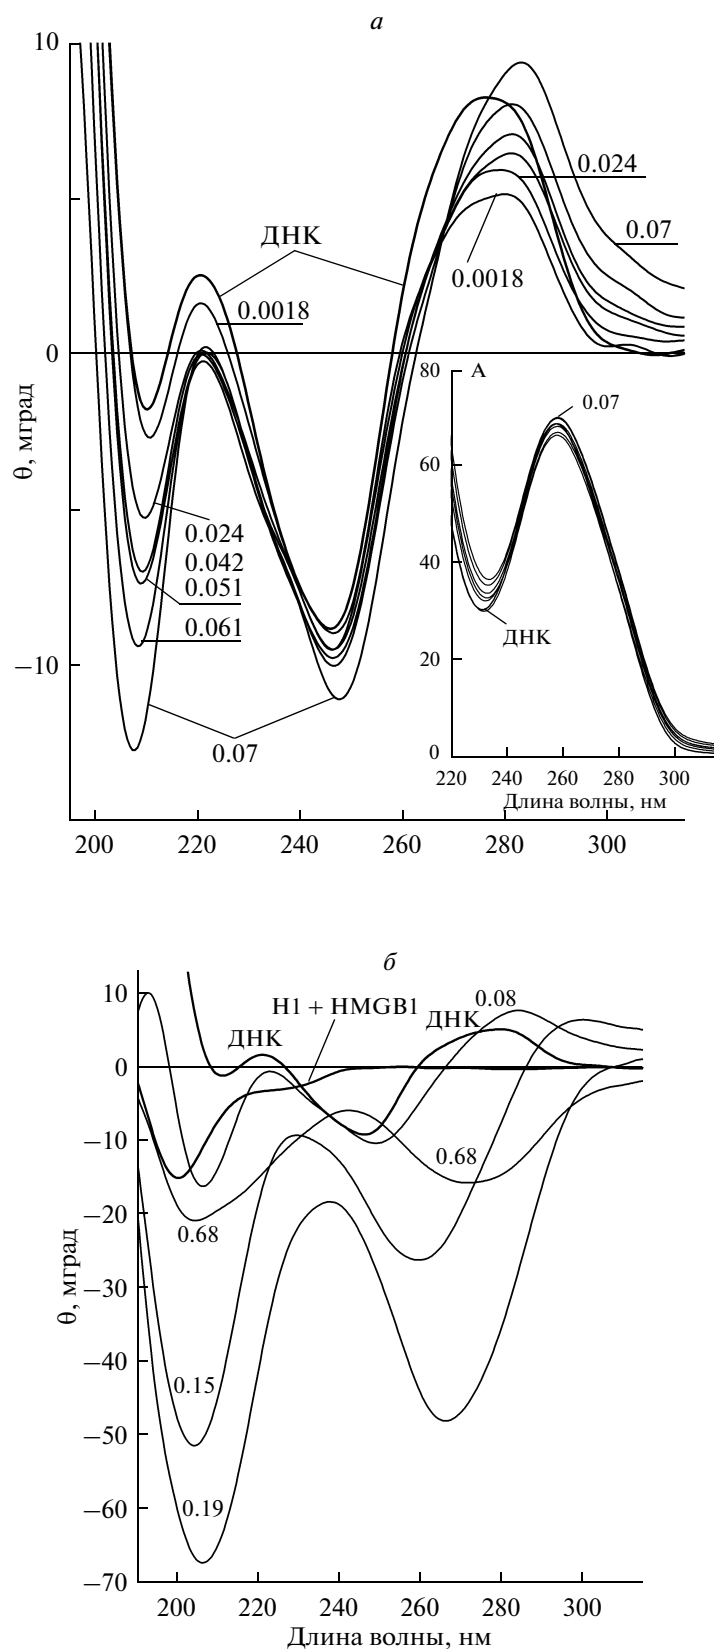 а
10
0.024
ДНК
0.07
0.0018
0.0018
0
80
А
θ, мград
0.07
60
0.024
0.042
40
0.051
0.061
ДНК
−10
20
0.07
0
220 240 260 280 300
Длина волны, нм
200 220 240 260 280 300
б
10
H1 + HMGB1
0.08
ДНК
ДНК
0
−10
0.68
−20
0.68
θ, мград
−30
−40
0.15
−50
0.19
−60
−70
200 220 240 260 280 300
Длина волны, нм